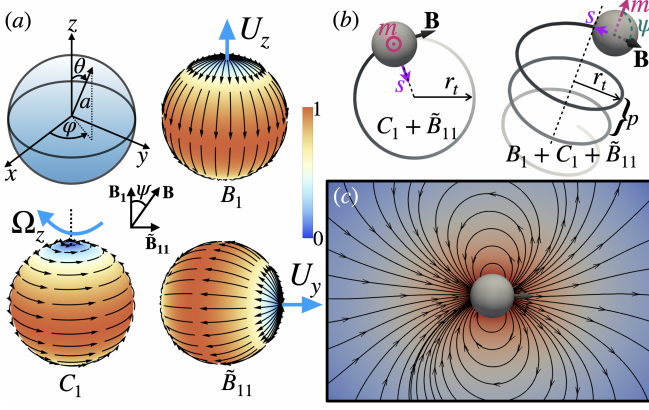 (a)
z
θ
a
φ
x
y
U_z
B_1
1
0
Ω_z
B_1 ψ B
B̃_11
C_1
U_y
B̃_11
(b)
m
B
s
r_t
C_1 + B̃_11
m
s
ψ
B
r_t
p
B_1 + C_1 + B̃_11
(c)